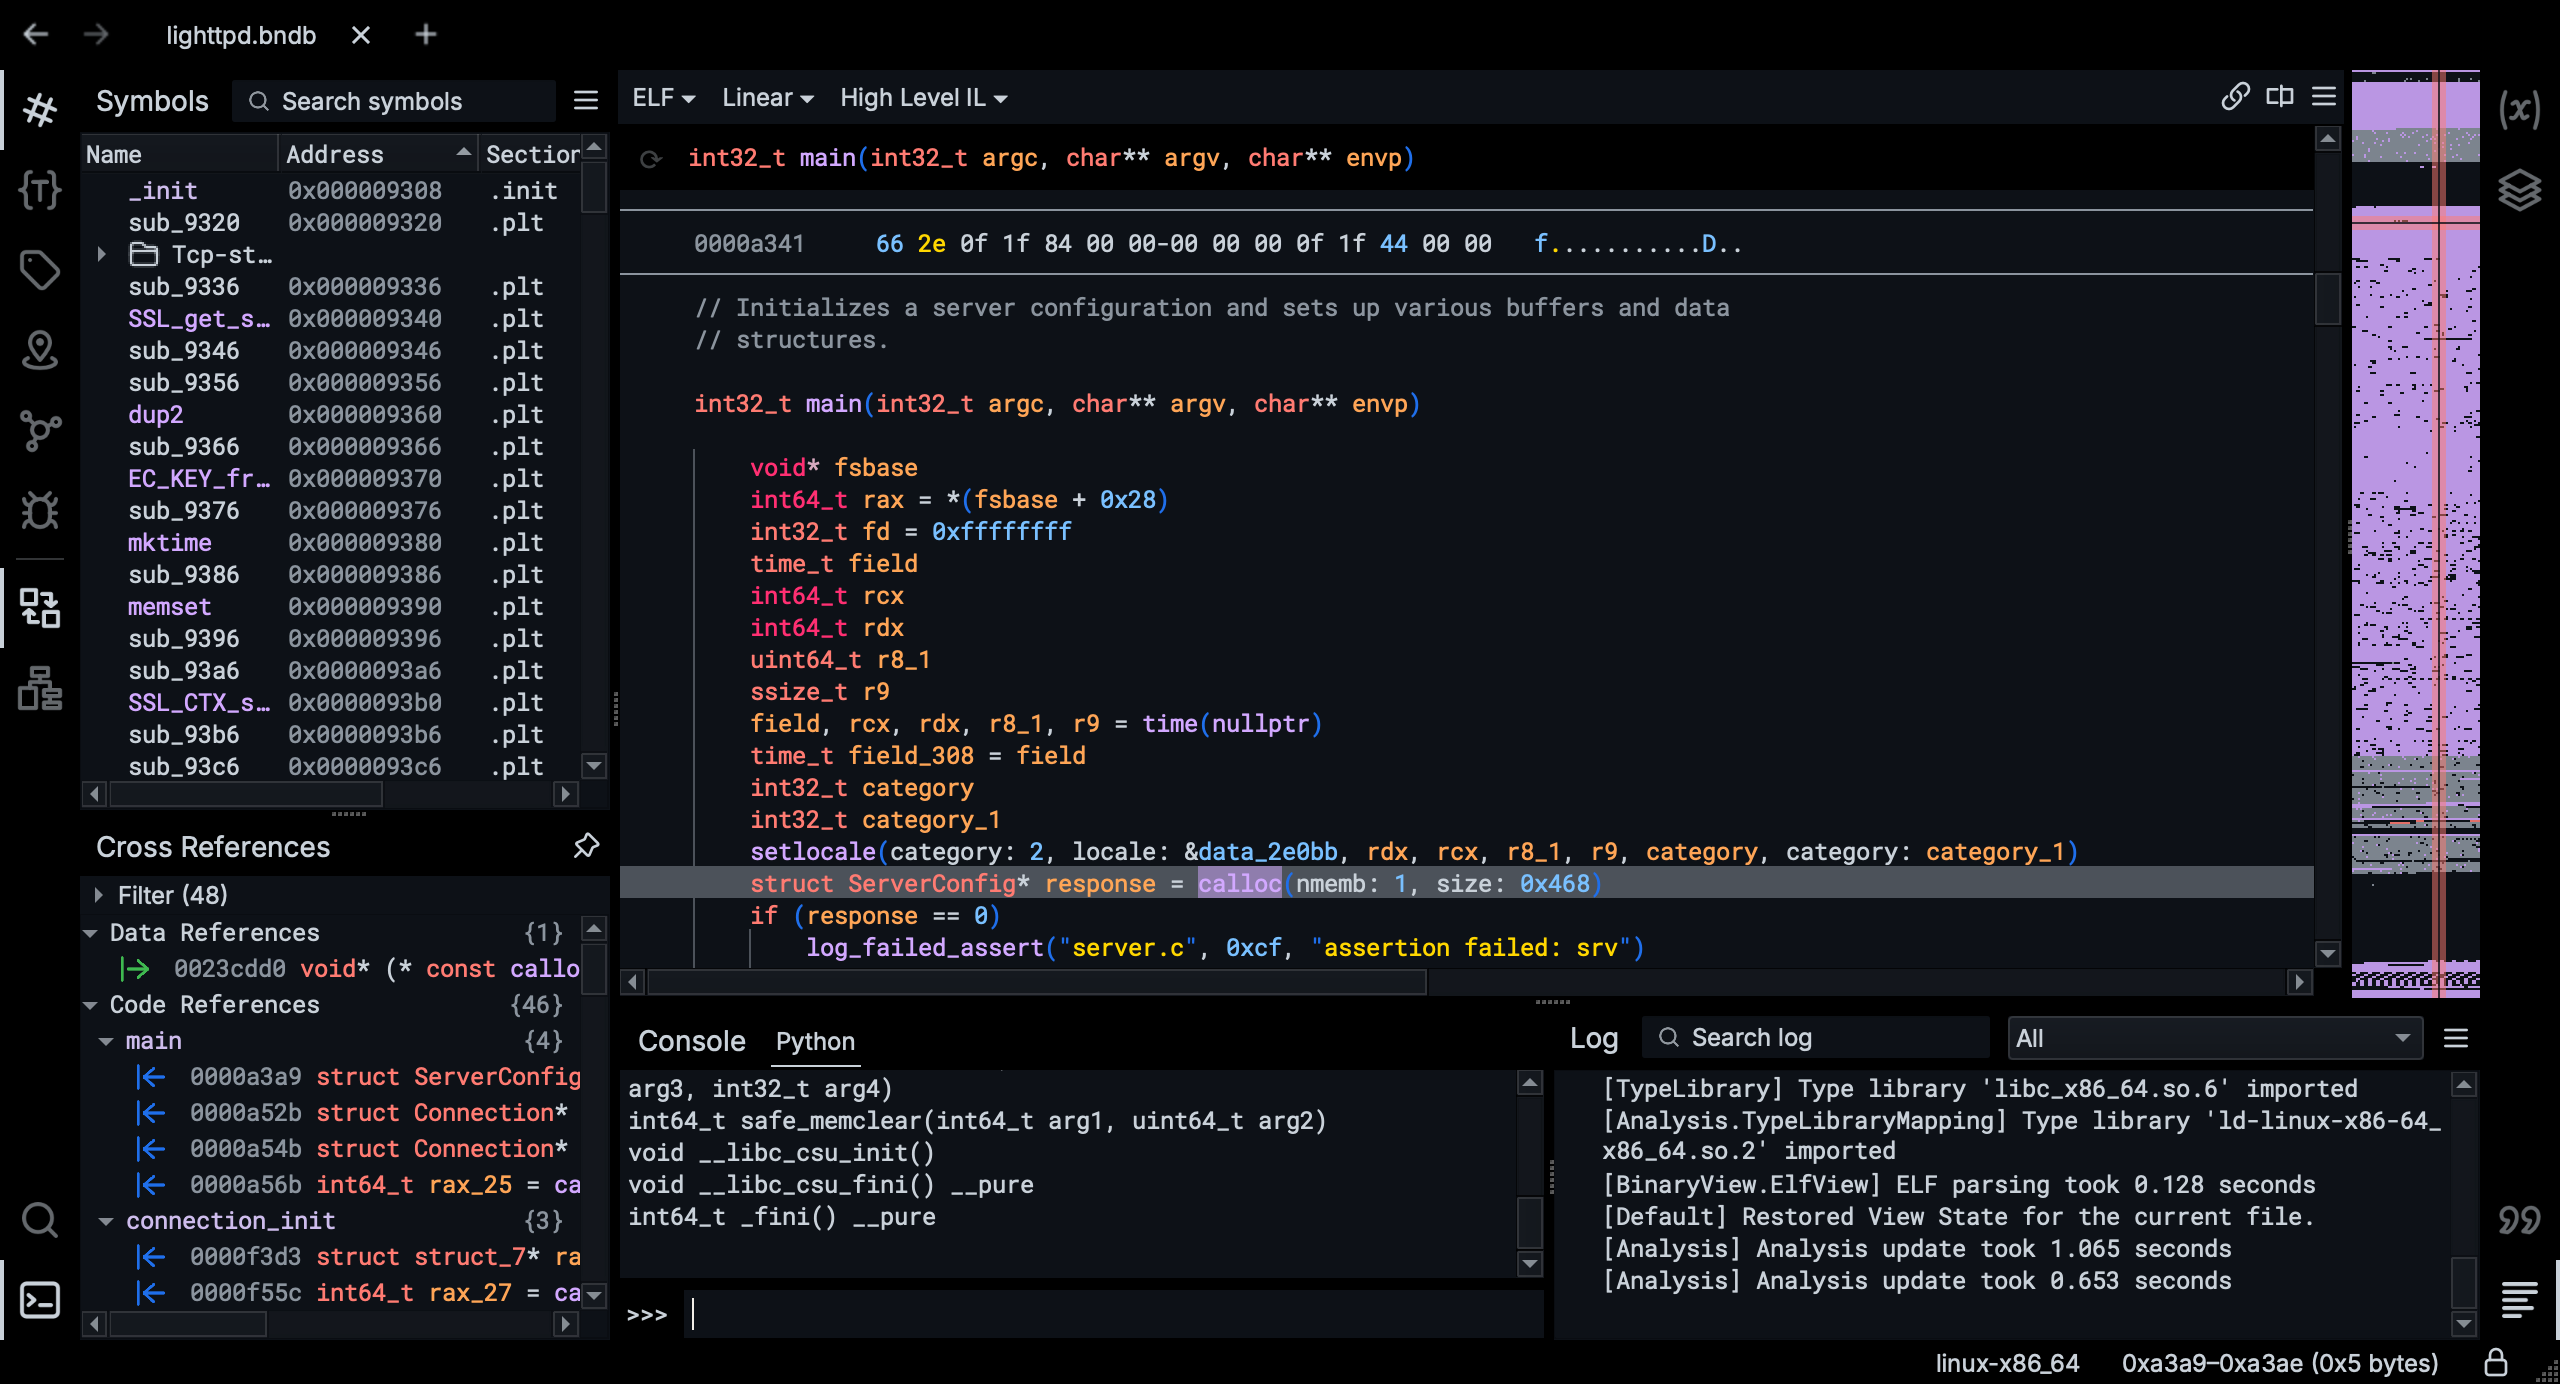 lighttpd.bndb
Symbols
Search symbols
Name Address Section
_init 0x000009308 .init
sub_9320 0x000009320 .plt
Tcp-st…
sub_9336 0x000009336 .plt
SSL_get_s… 0x000009340 .plt
sub_9346 0x000009346 .plt
sub_9356 0x000009356 .plt
dup2 0x000009360 .plt
sub_9366 0x000009366 .plt
EC_KEY_fr… 0x000009370 .plt
sub_9376 0x000009376 .plt
mktime 0x000009380 .plt
sub_9386 0x000009386 .plt
memset 0x000009390 .plt
sub_9396 0x000009396 .plt
sub_93a6 0x0000093a6 .plt
SSL_CTX_s… 0x0000093b0 .plt
sub_93b6 0x0000093b6 .plt
sub_93c6 0x0000093c6 .plt
Cross References
Filter (48)
Data References {1}
0023cdd0 void* (* const callo
Code References {46}
main {4}
0000a3a9 struct ServerConfig
0000a52b struct Connection*
0000a54b struct Connection*
0000a56b int64_t rax_25 = ca
connection_init {3}
0000f3d3 struct struct_7* ra
0000f55c int64_t rax_27 = ca
ELF Linear High Level IL
int32_t main(int32_t argc, char** argv, char** envp)
0000a341 66 2e 0f 1f 84 00 00-00 00 00 0f 1f 44 00 00 f...........D..
// Initializes a server configuration and sets up various buffers and data
// structures.
int32_t main(int32_t argc, char** argv, char** envp)
void* fsbase
int64_t rax = *(fsbase + 0x28)
int32_t fd = 0xffffffff
time_t field
int64_t rcx
int64_t rdx
uint64_t r8_1
ssize_t r9
field, rcx, rdx, r8_1, r9 = time(nullptr)
time_t field_308 = field
int32_t category
int32_t category_1
setlocale(category: 2, locale: &data_2e0bb, rdx, rcx, r8_1, r9, category, category: category_1)
struct ServerConfig* response = calloc(nmemb: 1, size: 0x468)
if (response == 0)
log_failed_assert("server.c", 0xcf, "assertion failed: srv")
Console Python
arg3, int32_t arg4)
int64_t safe_memclear(int64_t arg1, uint64_t arg2)
void __libc_csu_init()
void __libc_csu_fini() __pure
int64_t _fini() __pure
>>>
Log
Search log
All
[TypeLibrary] Type library 'libc_x86_64.so.6' imported
[Analysis.TypeLibraryMapping] Type library 'ld-linux-x86-64_
x86_64.so.2' imported
[BinaryView.ElfView] ELF parsing took 0.128 seconds
[Default] Restored View State for the current file.
[Analysis] Analysis update took 1.065 seconds
[Analysis] Analysis update took 0.653 seconds
linux-x86_64 0xa3a9–0xa3ae (0x5 bytes)